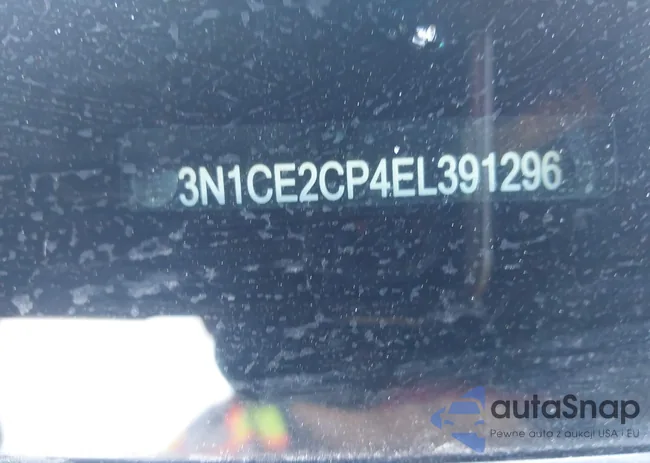 3N1CE2CP4EL391296
autaSnap
Pewne auta z aukcji USA i EU